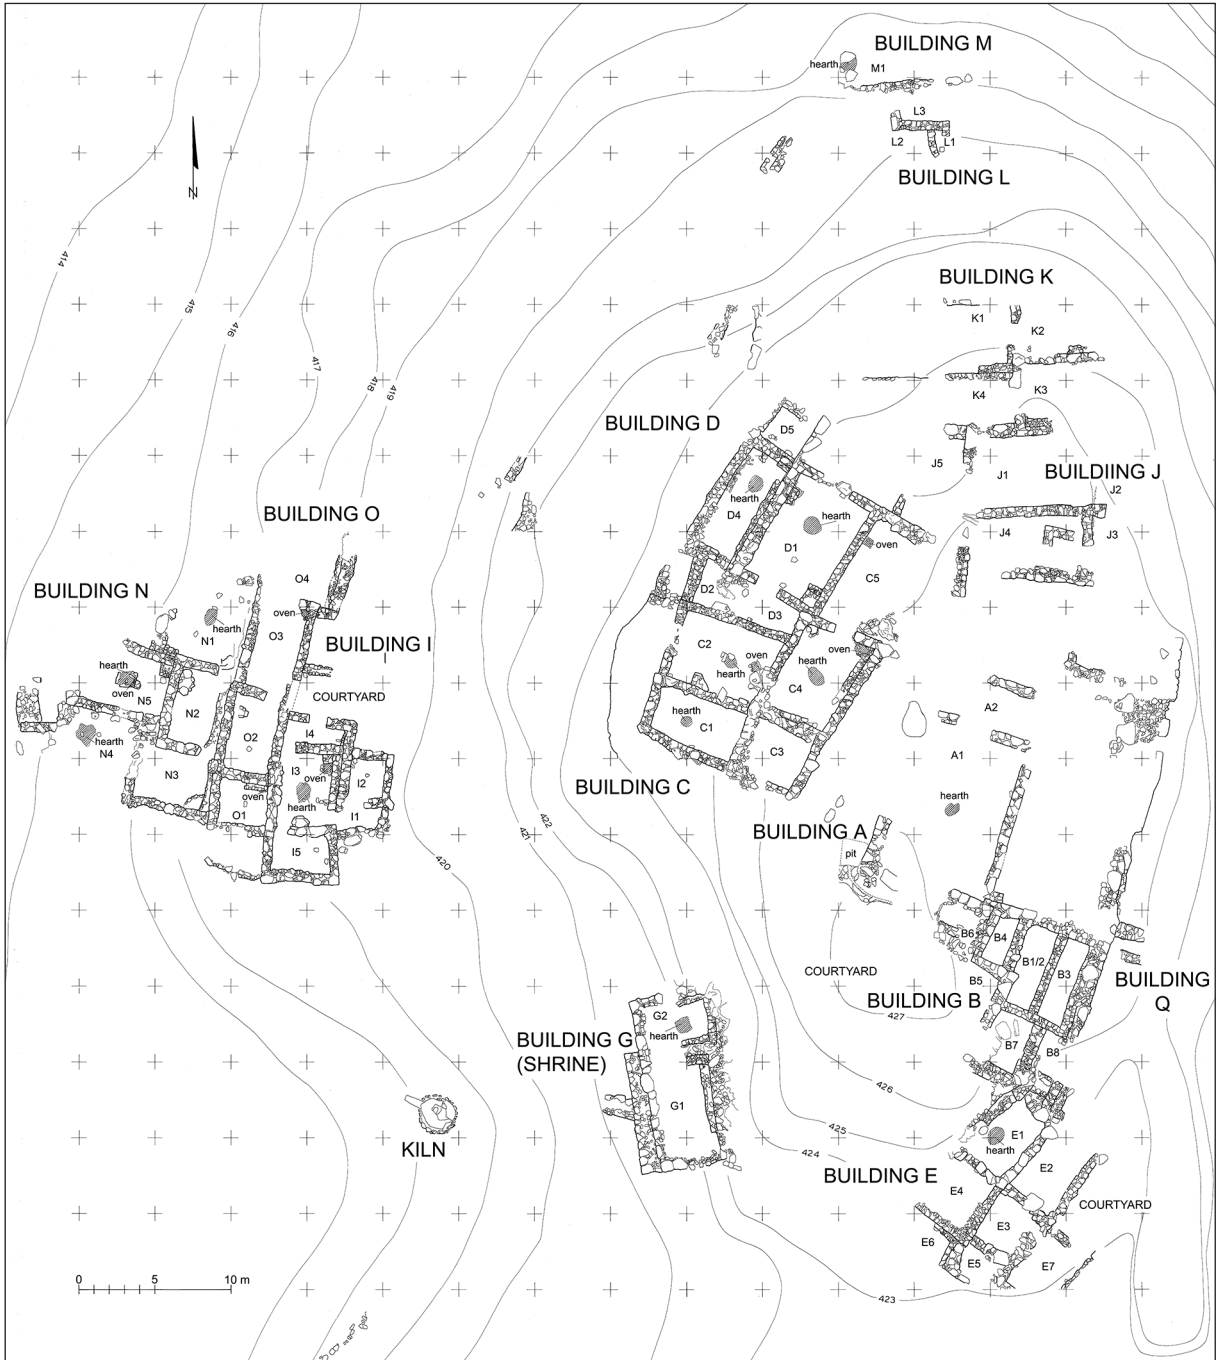 BUILDING M
hearth
M1
L3
L2
L1
BUILDING L
N
414
415
416
417
418
419
BUILDING K
K1
K2
K3
K4
BUILDING D
D5
hearth
D4
hearth
D1
oven
C5
D2
D3
J5
J1
BUILDIING J
J2
J4
J3
BUILDING O
O4
oven
O3
BUILDING N
N1
hearth
BUILDING I
COURTYARD
hearth
oven
N5
N2
hearth
N4
N3
O2
oven
O1
I4
I3
oven
hearth
I2
I1
I5
C2
oven
hearth
oven
hearth
C4
hearth
C1
C3
BUILDING C
A2
A1
hearth
BUILDING A
pit
420
421
422
B6
B4
B1/2
B3
B5
COURTYARD
BUILDING B
427
BUILDING
Q
B7
B8
BUILDING G
(SHRINE)
G2
hearth
G1
KILN
426
425
424
BUILDING E
E1
hearth
E2
E4
COURTYARD
E3
E6
E5
E7
423
0 5 10 m